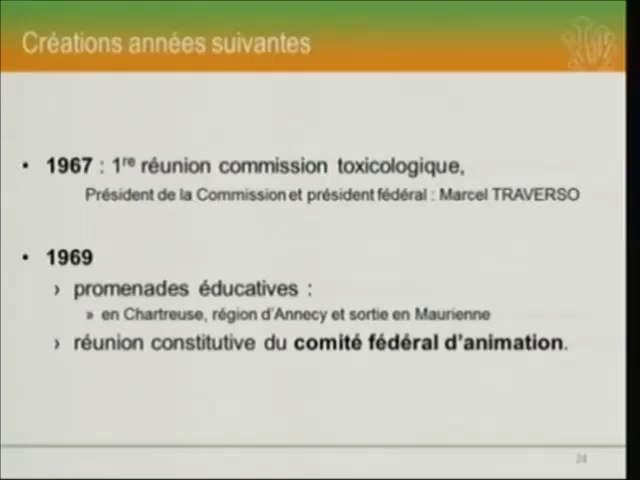 Créations années suivantes
• 1967 : 1re réunion commission toxicologique,
Président de la Commission et président fédéral : Marcel TRAVERSO
• 1969
› promenades éducatives :
» en Chartreuse, région d'Annecy et sortie en Maurienne
› réunion constitutive du comité fédéral d'animation.
24